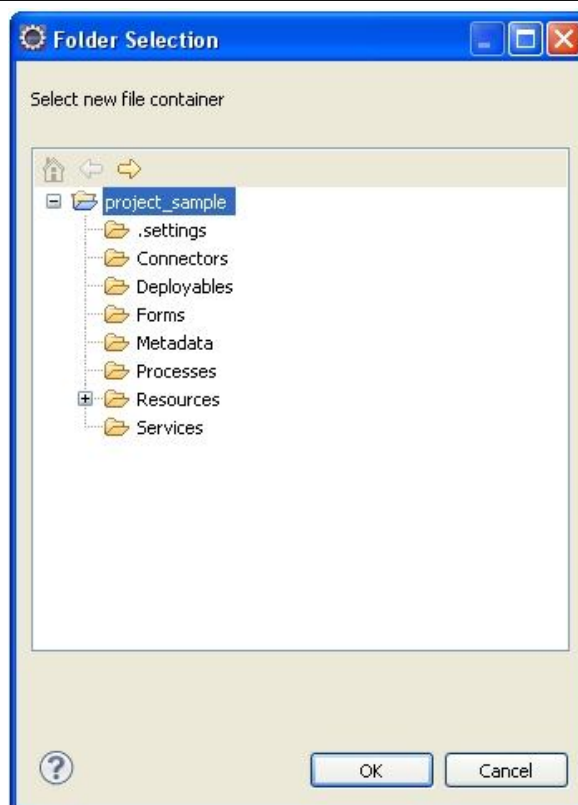 Folder Selection
Select new file container
project_sample
.settings
Connectors
Deployables
Forms
Metadata
Processes
Resources
Services
OK
Cancel